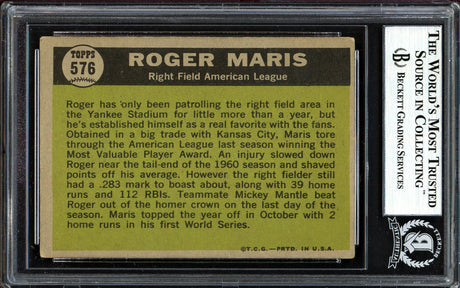 TOPPS
576
ROGER MARIS
Right Field American League
Roger has only been patrolling the right field area in
the Yankee Stadium for little more than a year, but
he's established himself as a real favorite with the fans.
Obtained in a big trade with Kansas City, Maris tore
through the American League last season winning the
Most Valuable Player Award. An injury slowed down
Roger near the tail-end of the 1960 season and shaved
points off his average. However the right fielder still
had a .283 mark to boast about, along with 39 home
runs and 112 RBIs. Teammate Mickey Mantle beat
Roger out of the homer crown on the last day of the
season. Maris topped the year off in October with 2
home runs in his first World Series.
©T.C.G.—PRTD. IN U.S.A.
THE WORLD'S MOST TRUSTED
SOURCE IN COLLECTING™
B BECKETT GRADING SERVICES
BECKETT
B
AUTHENTIC